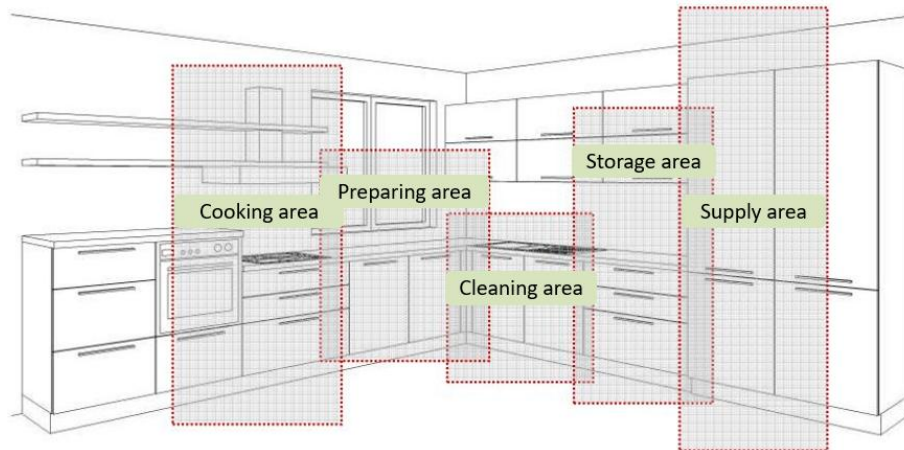 Cooking area
Preparing area
Cleaning area
Storage area
Supply area